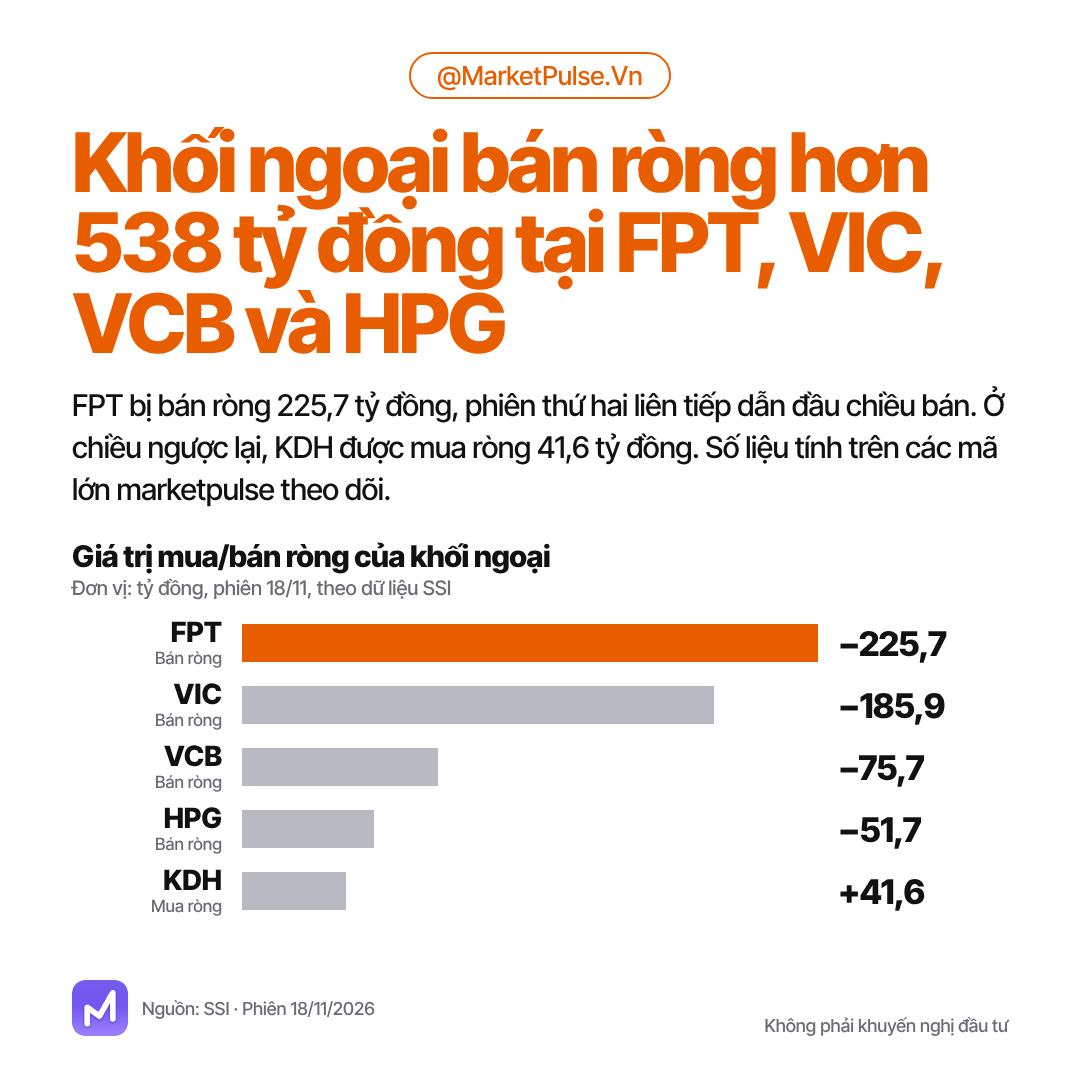 @MarketPulse.Vn
Khối ngoại bán ròng hơn
538 tỷ đồng tại FPT, VIC,
VCB và HPG
FPT bị bán ròng 225,7 tỷ đồng, phiên thứ hai liên tiếp dẫn đầu chiều bán. Ở
chiều ngược lại, KDH được mua ròng 41,6 tỷ đồng. Số liệu tính trên các mã
lớn marketpulse theo dõi.
Giá trị mua/bán ròng của khối ngoại
Đơn vị: tỷ đồng, phiên 18/11, theo dữ liệu SSI
FPT
Bán ròng
−225,7
VIC
Bán ròng
−185,9
VCB
Bán ròng
−75,7
HPG
Bán ròng
−51,7
KDH
Mua ròng
+41,6
Nguồn: SSI · Phiên 18/11/2026
Không phải khuyến nghị đầu tư